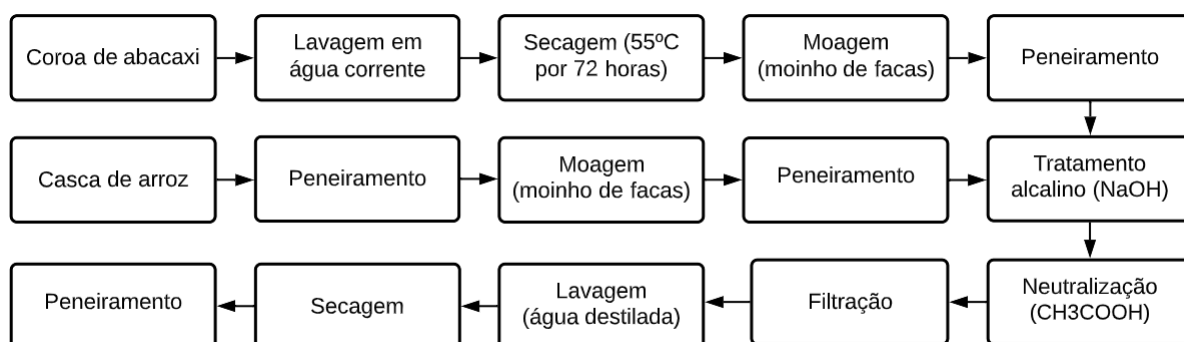 Coroa de abacaxi
Lavagem em
água corrente
Secagem (55ºC
por 72 horas)
Moagem
(moinho de facas)
Peneiramento
Casca de arroz
Peneiramento
Moagem
(moinho de facas)
Peneiramento
Tratamento
alcalino (NaOH)
Peneiramento
Secagem
Lavagem
(água destilada)
Filtração
Neutralização
(CH3COOH)